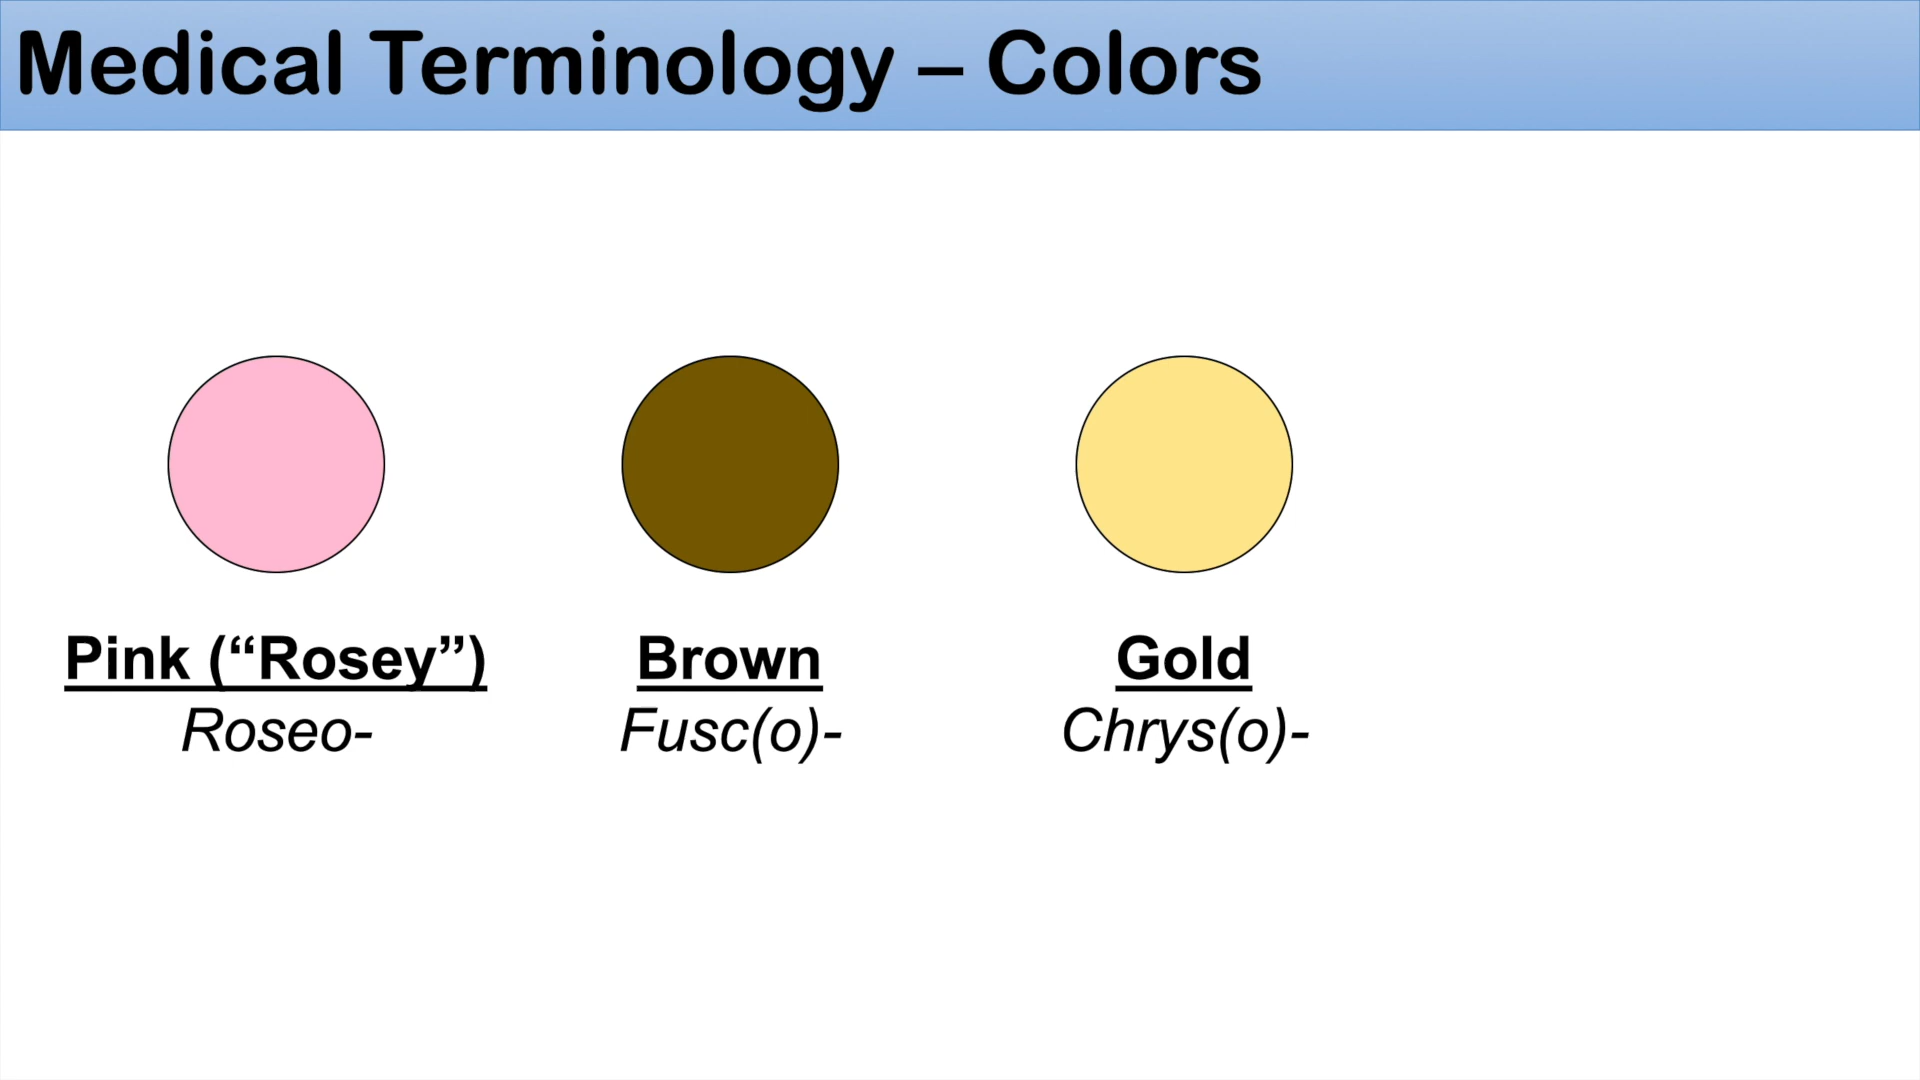 Medical Terminology – Colors
Pink (“Rosey”)
Roseo-
Brown
Fusc(o)-
Gold
Chrys(o)-